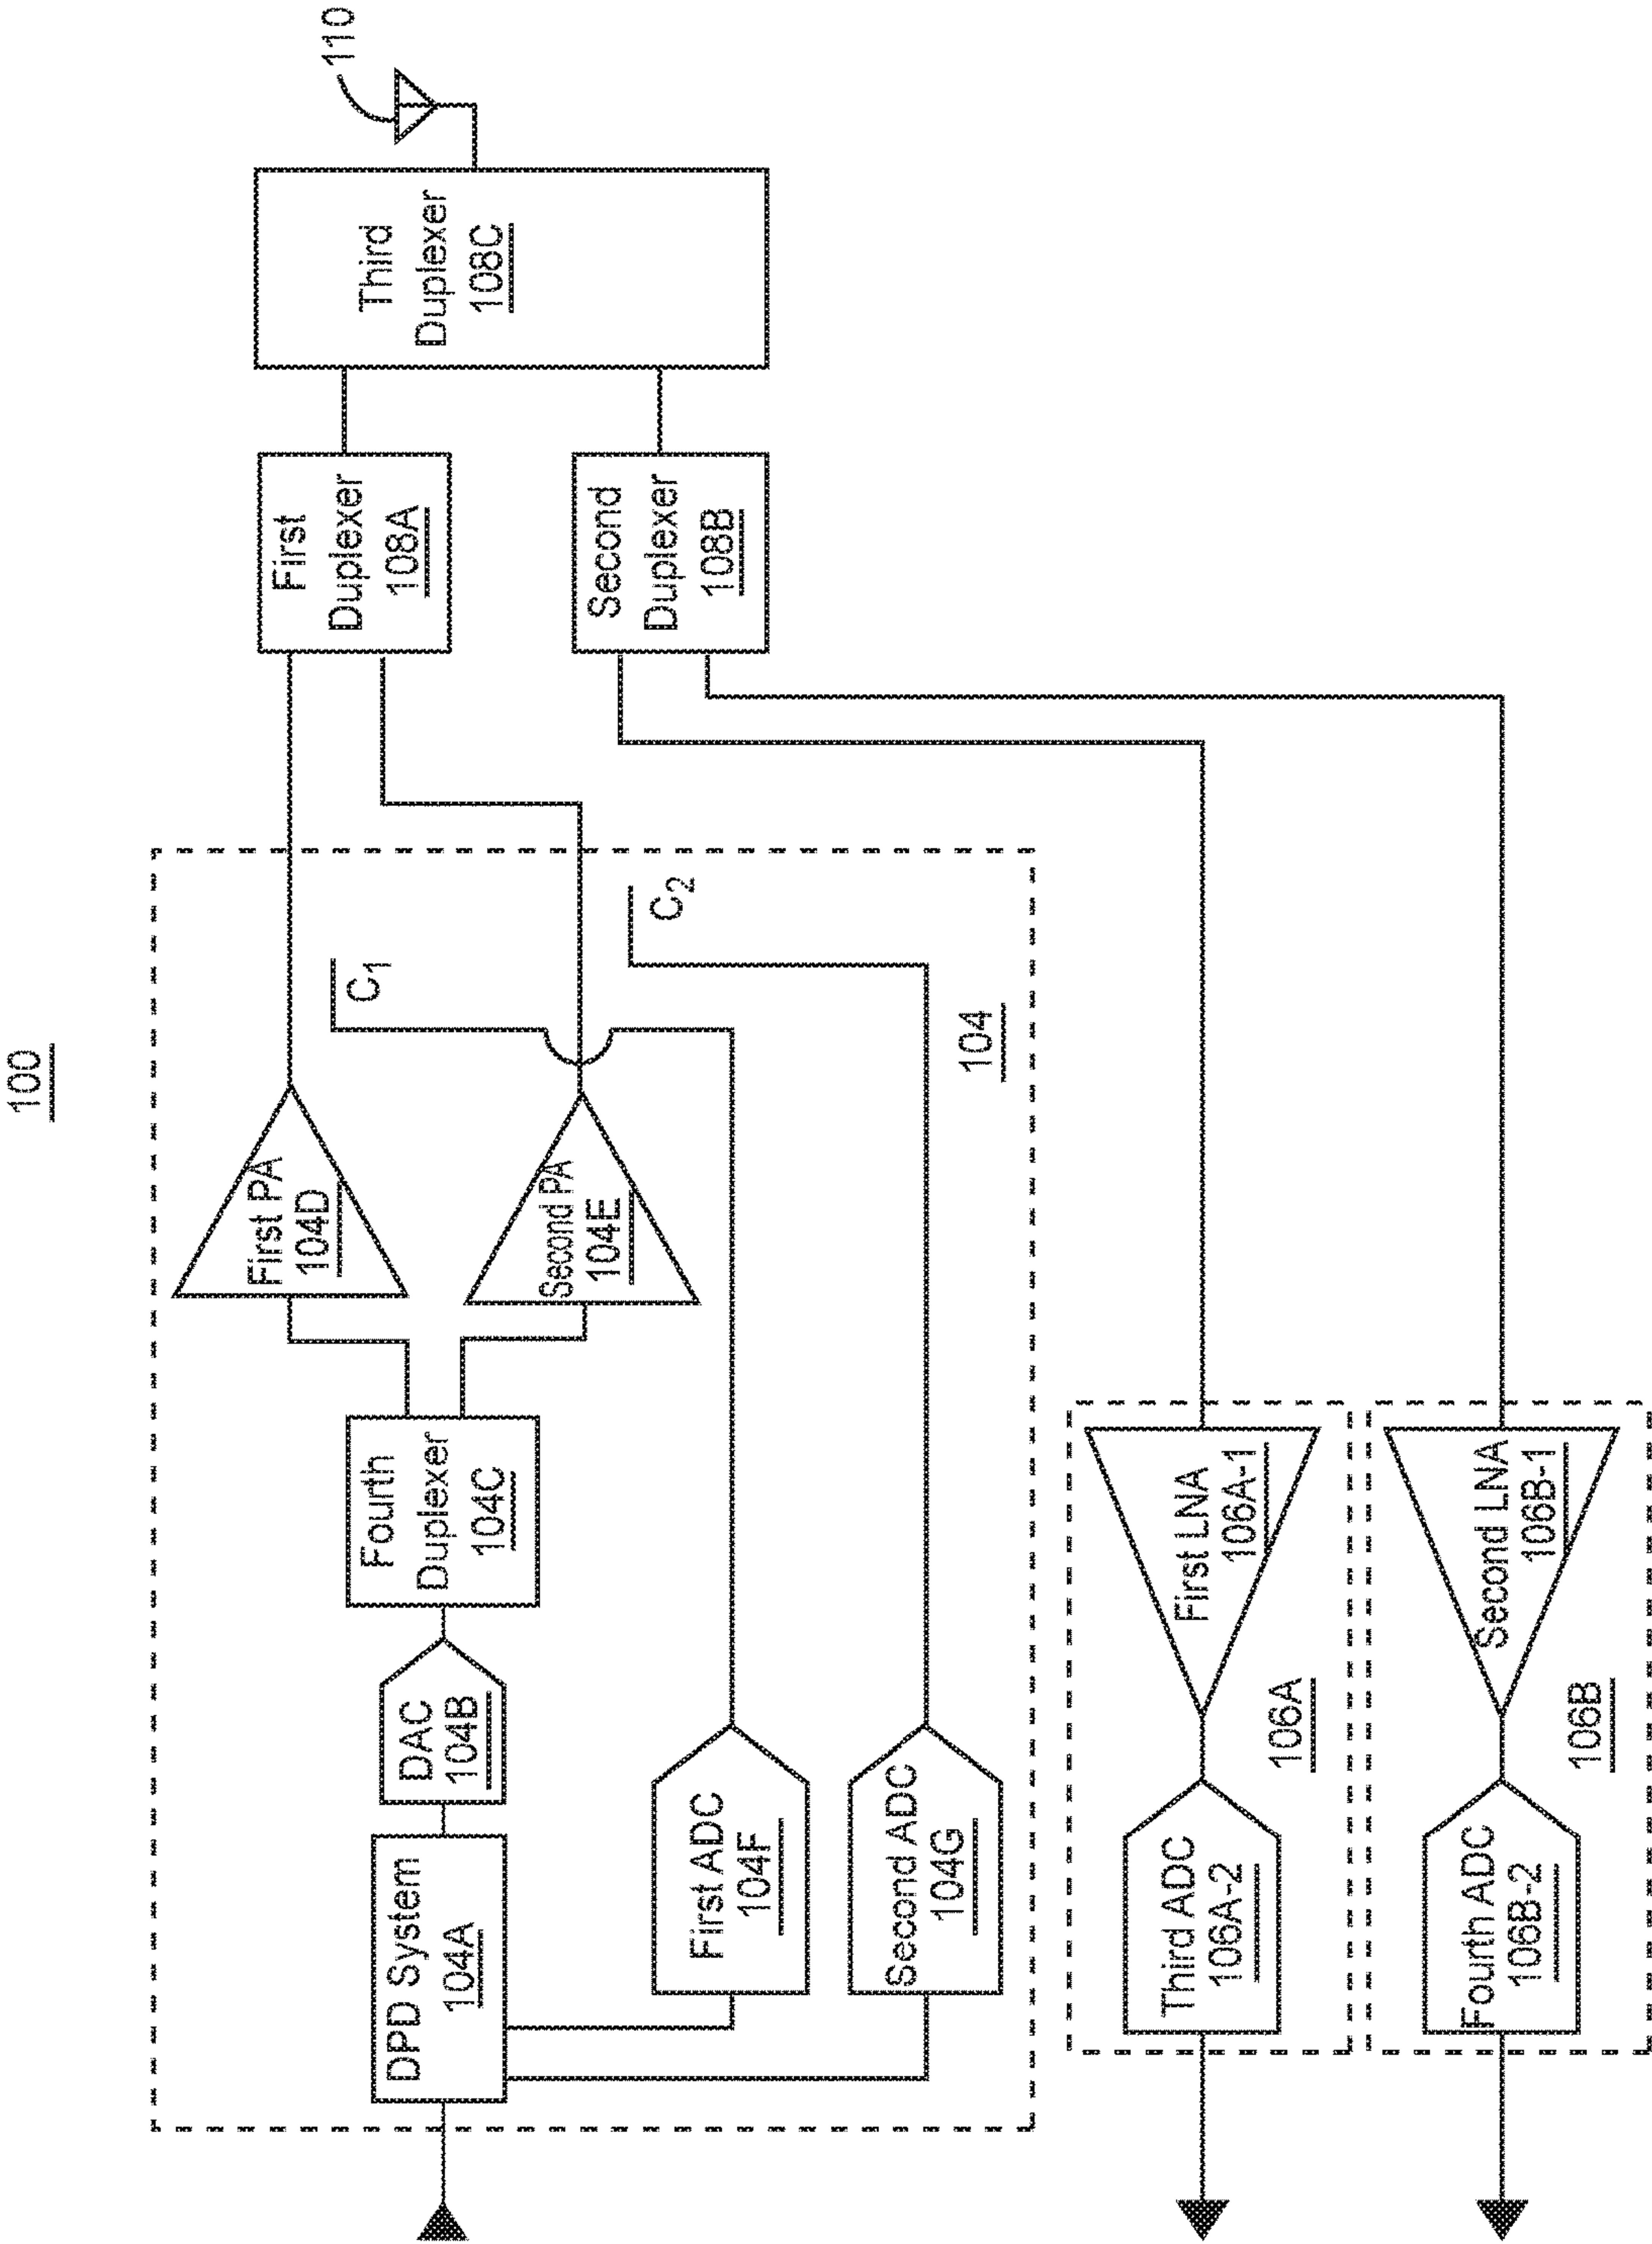 100
First PA
104D
Second PA
104E
C1
C2
104
DPD System
104A
DAC
104B
Fourth
Duplexer
104C
First ADC
104F
Second ADC
104G
First
Duplexer
108A
Second
Duplexer
108B
Third
Duplexer
108C
110
Third ADC
106A-2
First LNA
106A-1
106A
Fourth ADC
106B-2
Second LNA
106B-1
106B